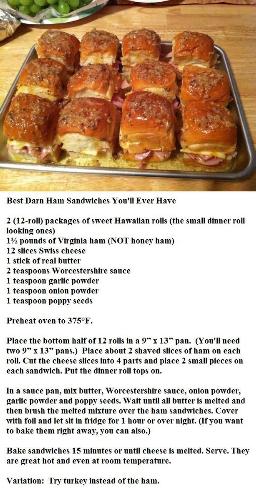 Best Darn Ham Sandwiches You'll Ever Have
2 (12-roll) packages of sweet Hawaiian rolls (the small dinner roll
looking ones)
1½ pounds of Virginia ham (NOT honey ham)
12 slices Swiss cheese
1 stick of real butter
2 teaspoons Worcestershire sauce
1 teaspoon garlic powder
1 teaspoon onion powder
1 teaspoon poppy seeds
Preheat oven to 375°F.
Place the bottom half of 12 rolls in a 9” x 13” pan. (You'll need
two 9” x 13” pans.) Place about 2 shaved slices of ham on each
roll. Cut the cheese slices into 4 parts and place 2 small pieces on
each sandwich. Put the dinner roll tops on.
In a sauce pan, mix butter, Worcestershire sauce, onion powder,
garlic powder and poppy seeds. Wait until all butter is melted and
then brush the melted mixture over the ham sandwiches. Cover
with foil and let sit in fridge for 1 hour or over night. (If you want
to bake them right away, you can also.)
Bake sandwiches 15 minutes or until cheese is melted. Serve. They
are great hot and even at room temperature.
Variation: Try turkey instead of the ham.